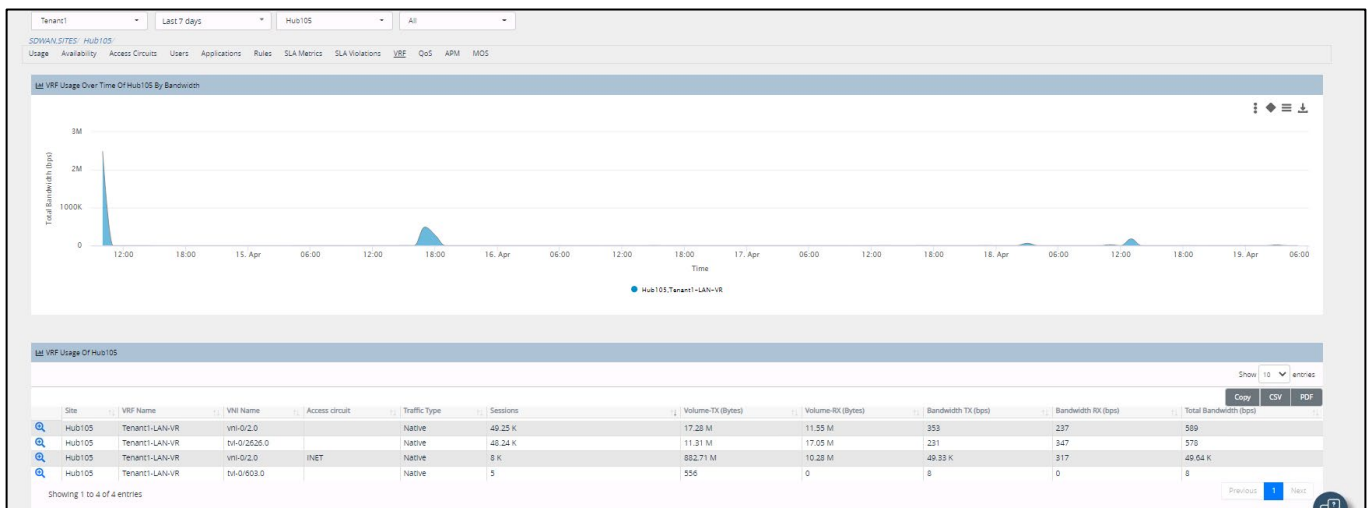 Tenant1 Last 7 days Hub105 All
SDWAN.SITES/ Hub105/
Usage Availability Access Circuits Users Applications Rules SLA Metrics SLA Violations VRF QoS APM MOS
VRF Usage Over Time Of Hub105 By Bandwidth
3M
2M
1000K
0
Total Bandwidth (bps)
12:00 18:00 15. Apr 06:00 12:00 18:00 16. Apr 06:00 12:00 18:00 17. Apr 06:00 12:00 18:00 18. Apr 06:00 12:00 18:00 19. Apr 06:00
Time
Hub105,Tenant1-LAN-VR
VRF Usage Of Hub105
Show 10 entries
Copy CSV PDF
Site VRF Name VNI Name Access circuit Traffic Type Sessions Volume-TX (Bytes) Volume-RX (Bytes) Bandwidth TX (bps) Bandwidth RX (bps) Total Bandwidth (bps)
Hub105 Tenant1-LAN-VR vni-0/2.0 Native 49.25 K 17.28 M 11.55 M 353 237 589
Hub105 Tenant1-LAN-VR tvi-0/2626.0 Native 48.24 K 11.31 M 17.05 M 231 347 578
Hub105 Tenant1-LAN-VR vni-0/2.0 INET Native 8 K 882.71 M 10.28 M 49.33 K 317 49.64 K
Hub105 Tenant1-LAN-VR tvi-0/603.0 Native 5 556 0 8 0 8
Showing 1 to 4 of 4 entries
Previous 1 Next